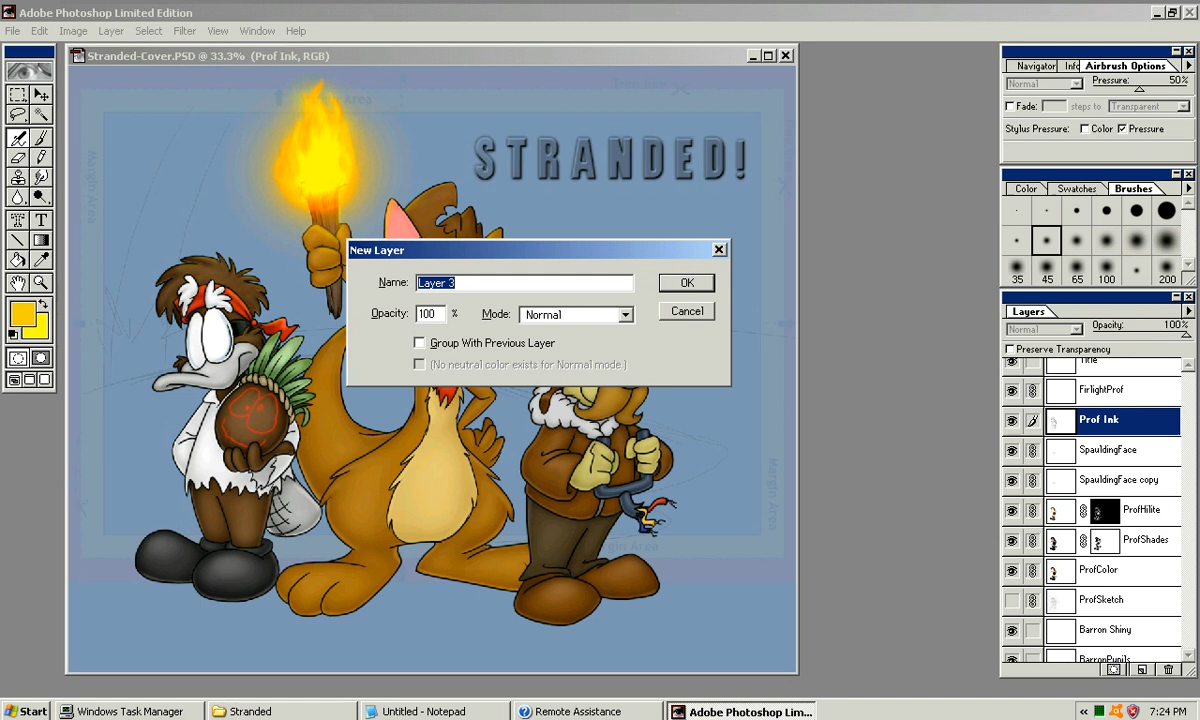 Adobe Photoshop Limited Edition
File Edit Image Layer Select Filter View Window Help
Stranded-Cover.PSD @ 33.3% (Prof Ink, RGB)
STRANDED!
Margin Area
Margin Area
New Layer
Name: Layer 3
OK
Opacity: 100 % Mode: Normal
Cancel
Group With Previous Layer
(No neutral color exists for Normal mode.)
Navigator Info Airbrush Options
Normal Pressure: 50%
Fade: steps to Transparent
Stylus Pressure: Color Pressure
Color Swatches Brushes
35 45 65 100 200
Layers
Normal Opacity: 100%
Preserve Transparency
Title
FirlightProf
Prof Ink
SpauldingFace
SpauldingFace copy
ProfHilite
ProfShades
ProfColor
ProfSketch
Barron Shiny
BarronPupils
Start Windows Task Manager Stranded Untitled - Notepad Remote Assistance Adobe Photoshop Lim... 7:24 PM